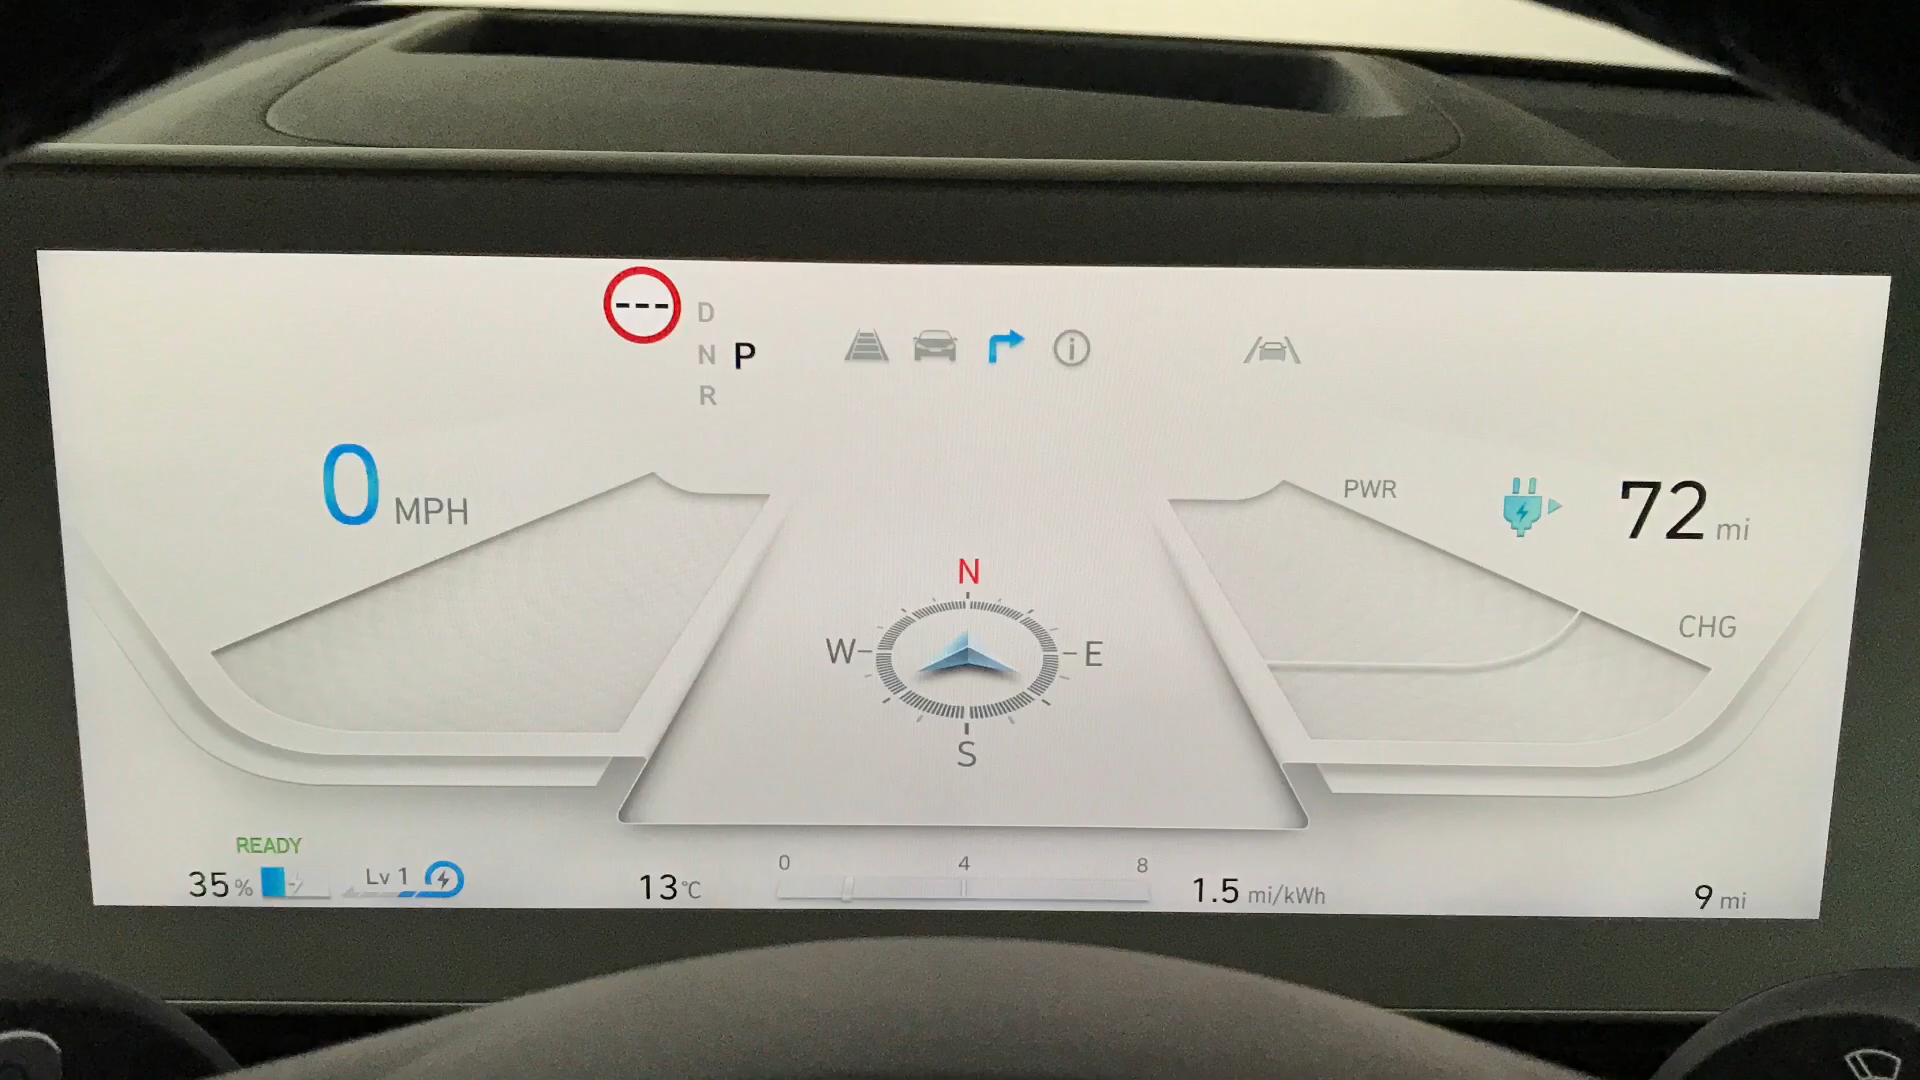 ---
D
N P
R
0 MPH
PWR
72 mi
CHG
N
W E
S
READY
35 % Lv 1
13 °C
0 4 8
1.5 mi/kWh
9 mi